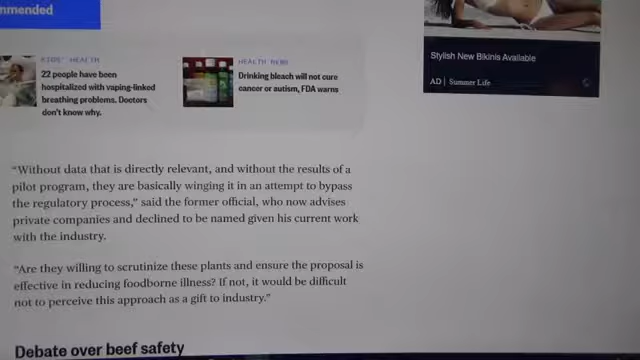 mmended
KIDS' HEALTH
22 people have been
hospitalized with vaping-linked
breathing problems. Doctors
don't know why.
HEALTH NEWS
Drinking bleach will not cure
cancer or autism, FDA warns
Stylish New Bikinis Available
AD | Summer Life
“Without data that is directly relevant, and without the results of a
pilot program, they are basically winging it in an attempt to bypass
the regulatory process,” said the former official, who now advises
private companies and declined to be named given his current work
with the industry.
“Are they willing to scrutinize these plants and ensure the proposal is
effective in reducing foodborne illness? If not, it would be difficult
not to perceive this approach as a gift to industry.”
Debate over beef safety